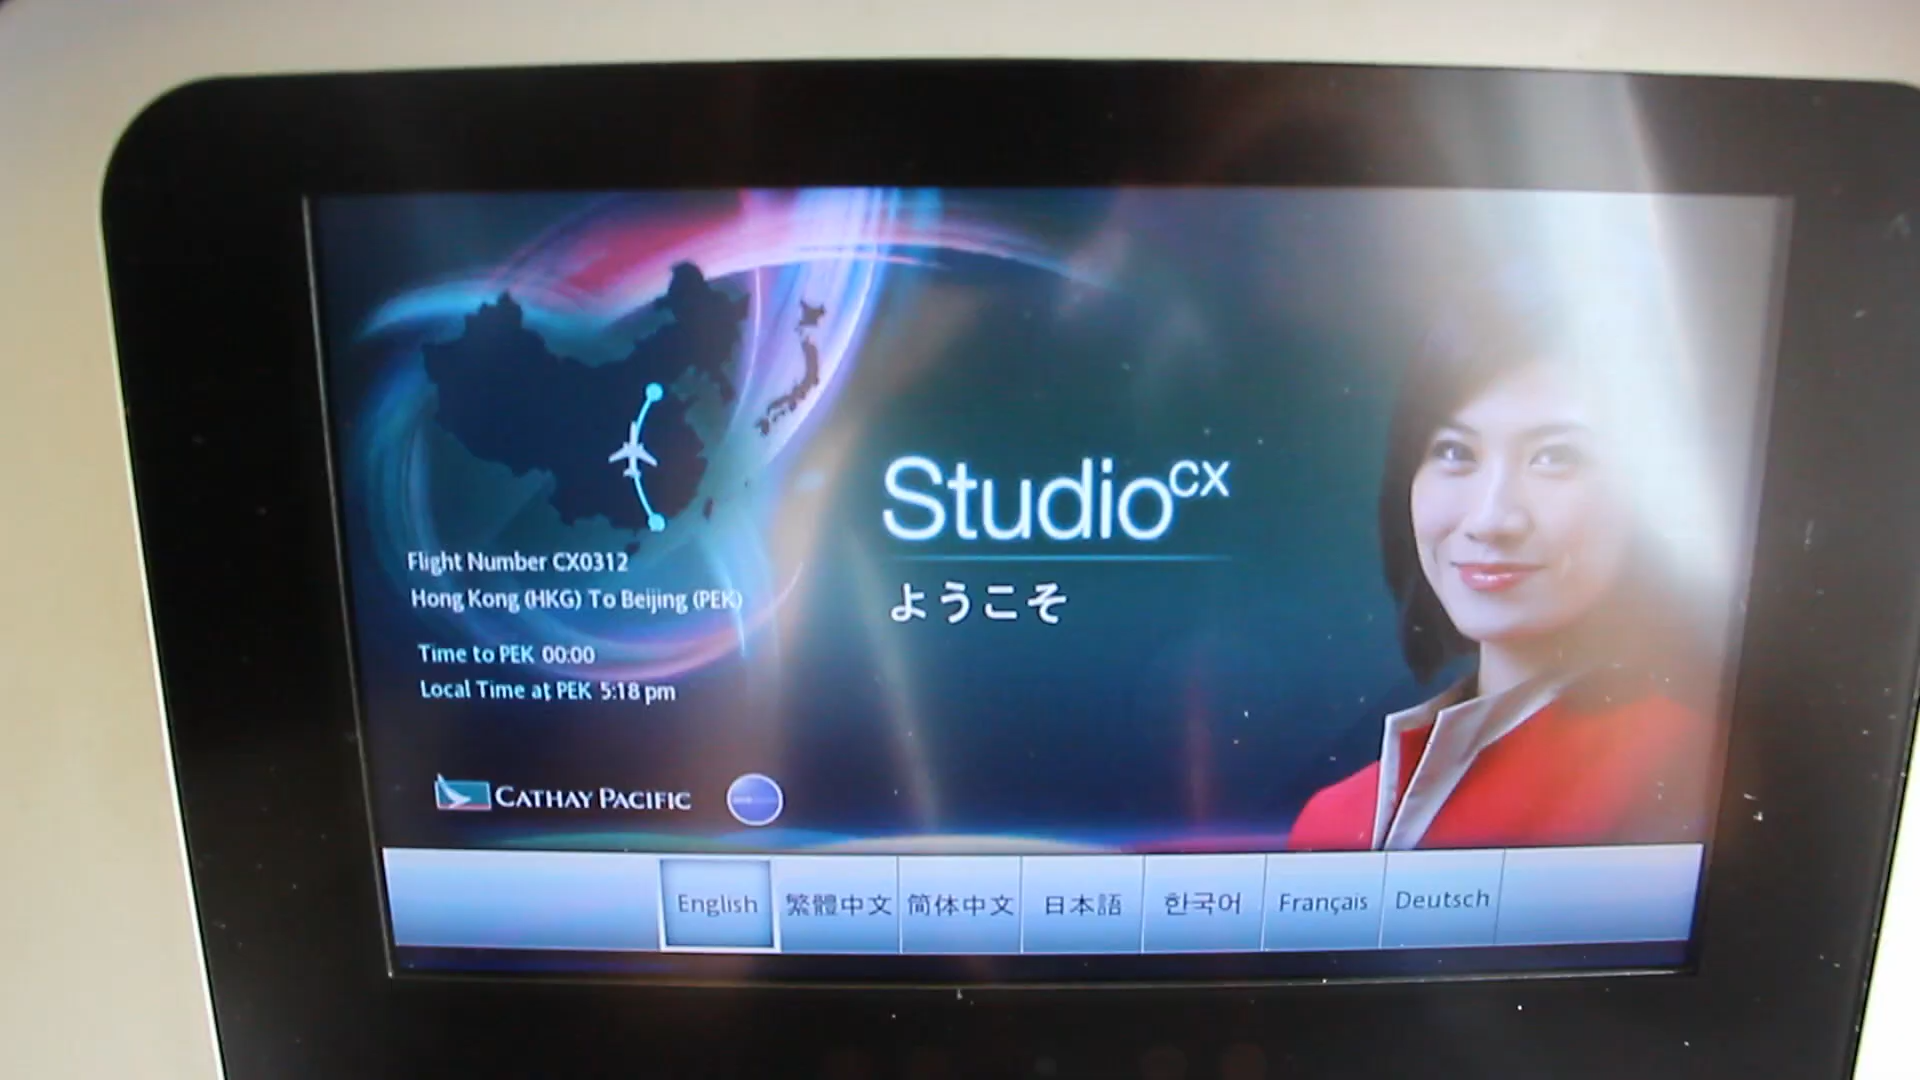 Studio CX
ようこそ
Flight Number CX0312
Hong Kong (HKG) To Beijing (PEK)
Time to PEK 00:00
Local Time at PEK 5:18 pm
CATHAY PACIFIC
English
繁體中文
简体中文
日本語
한국어
Français
Deutsch